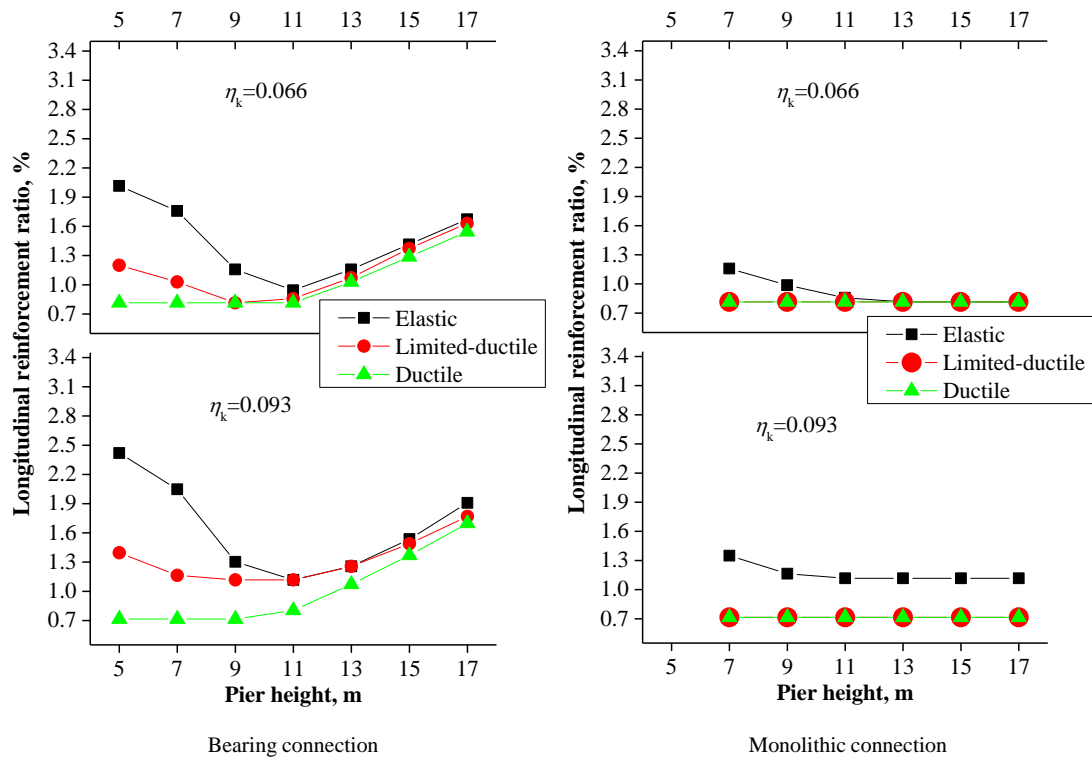 5 7 9 11 13 15 17
3.4
3.1
2.8
2.5
2.2
1.9
1.6
1.3
1.0
0.7
ηk=0.066
Longitudinal reinforcement ratio, %
Elastic
Limited-ductile
Ductile
3.4
3.1
2.8
2.5
2.2
1.9
1.6
1.3
1.0
0.7
ηk=0.093
5 7 9 11 13 15 17
Pier height, m
Bearing connection
5 7 9 11 13 15 17
3.4
3.1
2.8
2.5
2.2
1.9
1.6
1.3
1.0
0.7
ηk=0.066
Longitudinal reinforcement ratio, %
Elastic
Limited-ductile
Ductile
3.4
3.1
2.8
2.5
2.2
1.9
1.6
1.3
1.0
0.7
ηk=0.093
5 7 9 11 13 15 17
Pier height, m
Monolithic connection